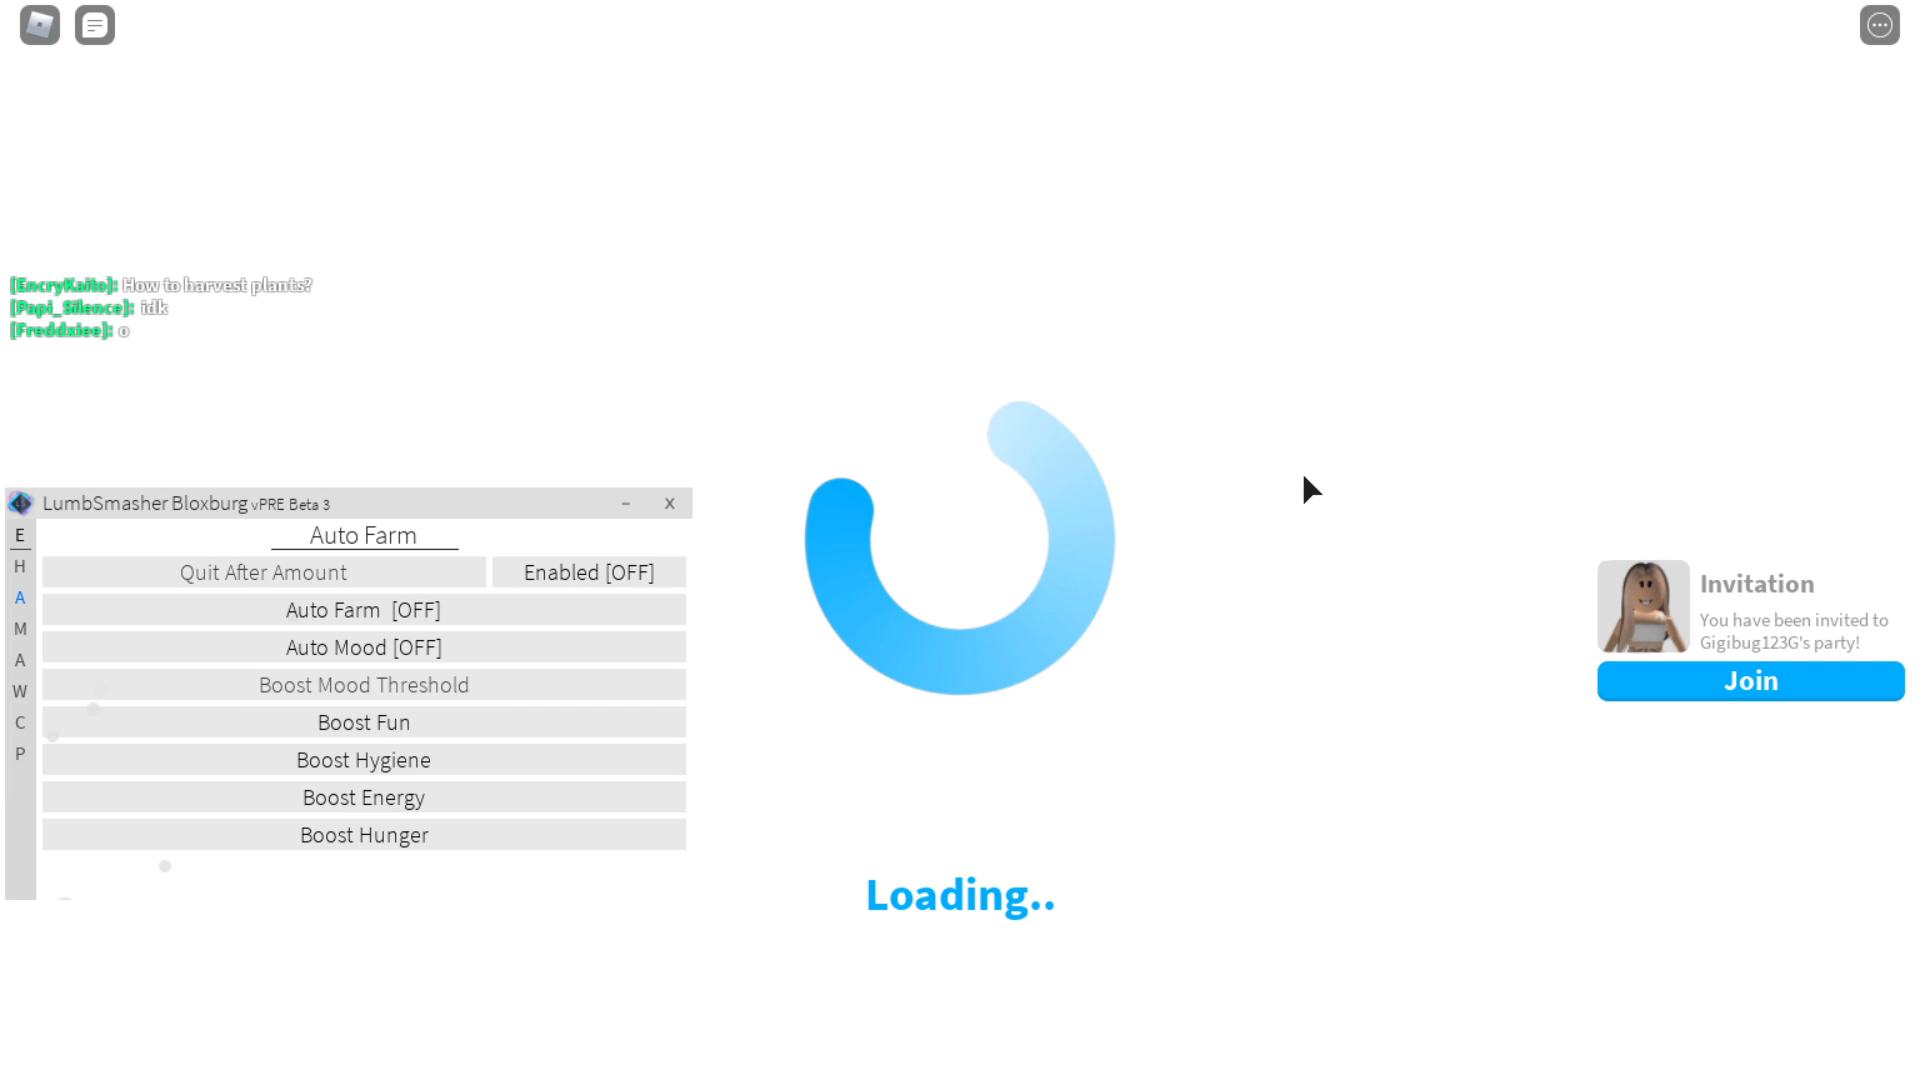 [EncryKaito]: How to harvest plants?
[Papi_Silence]: idk
[Freddxiee]: o
LumbSmasher Bloxburg vPRE Beta 3
–
X
E
H
A
M
A
W
C
P
Auto Farm
Quit After Amount
Enabled [OFF]
Auto Farm [OFF]
Auto Mood [OFF]
Boost Mood Threshold
Boost Fun
Boost Hygiene
Boost Energy
Boost Hunger
Loading..
Invitation
You have been invited to
Gigibug123G's party!
Join